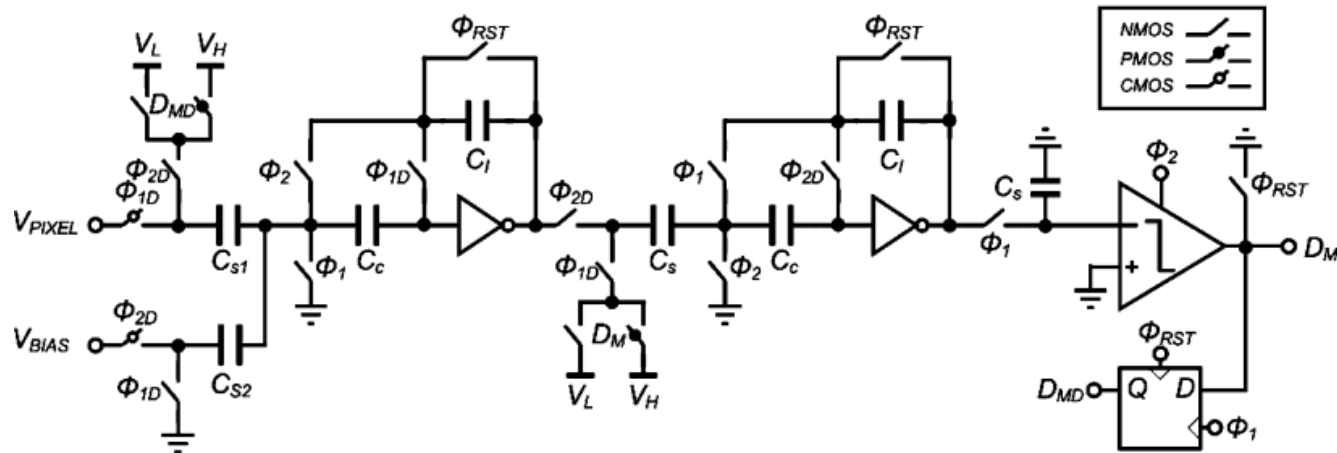 Φ_RST
Φ_RST
NMOS
PMOS
CMOS
V_L
V_H
D_MD
C_I
C_I
Φ_2D
Φ_1D
Φ_2
Φ_1D
Φ_1
Φ_2D
C_s
Φ_2
Φ_RST
V_PIXEL
Φ_2D
Φ_1
D_M
C_s1
Φ_1
C_c
C_s
Φ_2
C_c
+
Φ_1D
Φ_2D
V_BIAS
D_M
Φ_RST
Φ_1D
C_S2
V_L
V_H
D_MD
Q
D
Φ_1